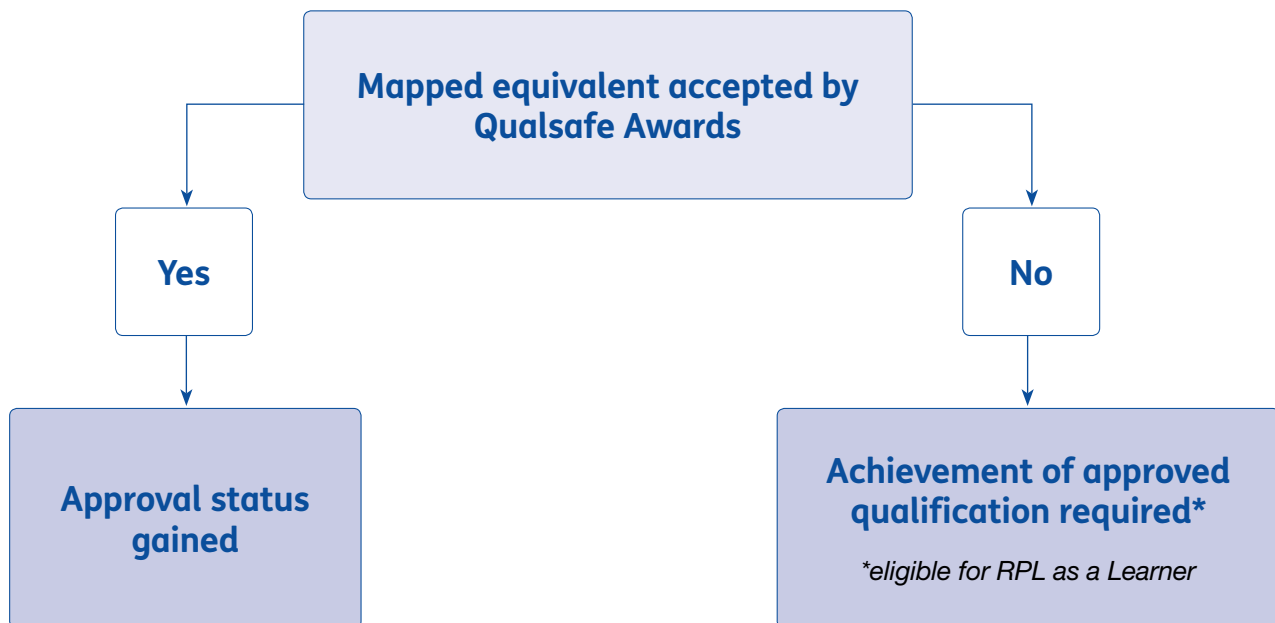 Mapped equivalent accepted by
Qualsafe Awards
Yes
No
Approval status
gained
Achievement of approved
qualification required*
*eligible for RPL as a Learner